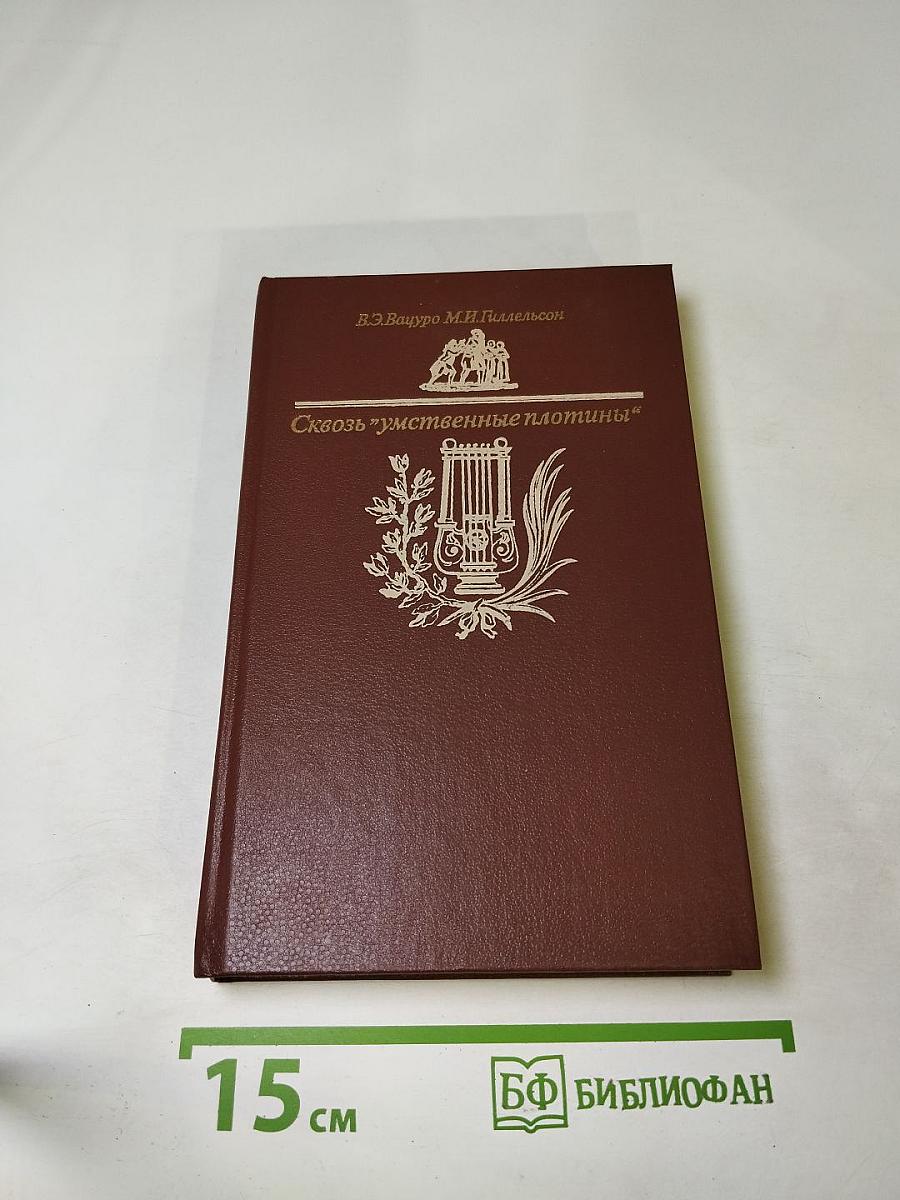 В.Э.Вацуро М.И.Гиллельсон
Сквозь "умственные плотины"
15 см
БФ БИБЛИОФАН